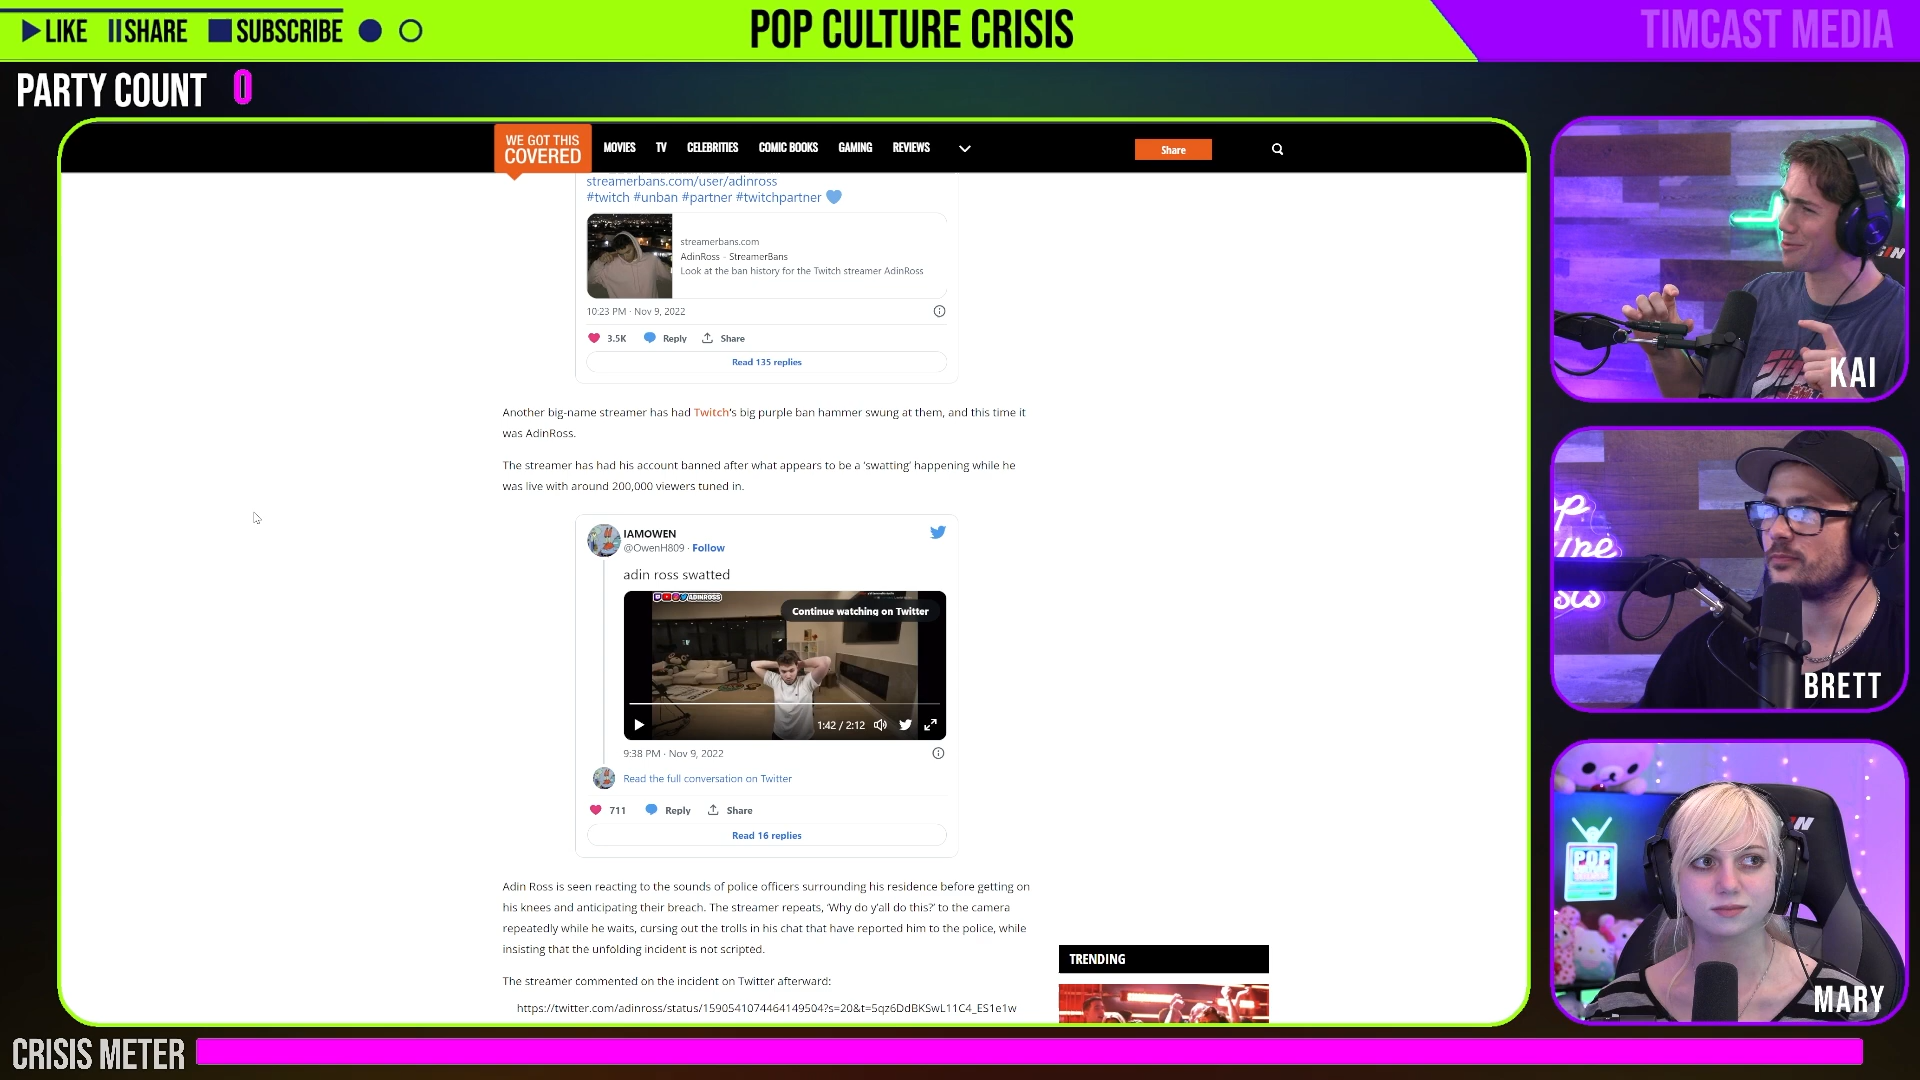 LIKE SHARE SUBSCRIBE
POP CULTURE CRISIS
TIMCAST MEDIA
PARTY COUNT 0
WE GOT THIS
COVERED
MOVIES TV CELEBRITIES COMIC BOOKS GAMING REVIEWS
Share
streamerbans.com/user/adinross
#twitch #unban #partner #twitchpartner
streamerbans.com
AdinRoss - StreamerBans
Look at the ban history for the Twitch streamer AdinRoss
10:23 PM · Nov 9, 2022
3.5K Reply Share
Read 135 replies
Another big-name streamer has had Twitch's big purple ban hammer swung at them, and this time it
was AdinRoss.
The streamer has had his account banned after what appears to be a 'swatting' happening while he
was live with around 200,000 viewers tuned in.
IAMOWEN
@OwenH809 · Follow
adin ross swatted
ADINROSS
Continue watching on Twitter
1:42 / 2:12
9:38 PM · Nov 9, 2022
Read the full conversation on Twitter
711 Reply Share
Read 16 replies
Adin Ross is seen reacting to the sounds of police officers surrounding his residence before getting on
his knees and anticipating their breach. The streamer repeats, 'Why do y'all do this?' to the camera
repeatedly while he waits, cursing out the trolls in his chat that have reported him to the police, while
insisting that the unfolding incident is not scripted.
The streamer commented on the incident on Twitter afterward:
https://twitter.com/adinross/status/1590541074464149504?s=20&t=5qz6DdBKSwL11C4_ES1e1w
TRENDING
KAI
BRETT
POP
MARY
CRISIS METER